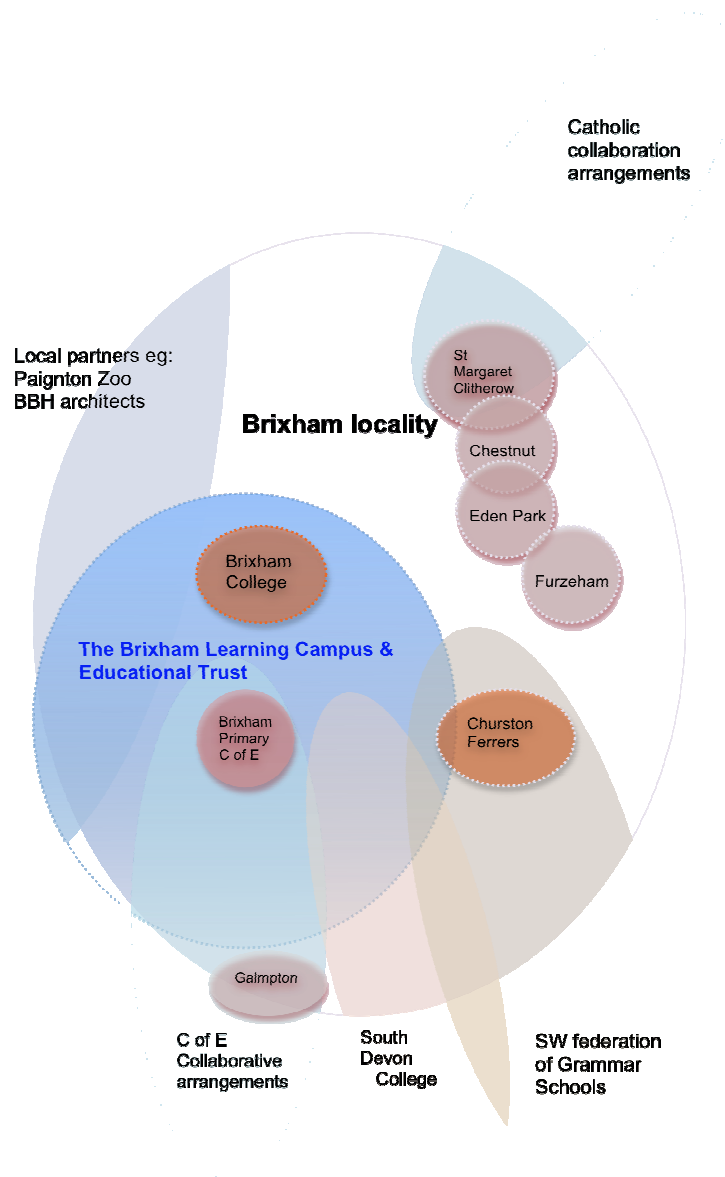 Catholic
collaboration
arrangements
Local partners eg:
Paignton Zoo
BBH architects
St
Margaret
Clitherow
Brixham locality
Chestnut
Eden Park
Brixham
College
Furzeham
The Brixham Learning Campus &
Educational Trust
Brixham
Primary
C of E
Churston
Ferrers
Galmpton
C of E
Collaborative
arrangements
South
Devon
College
SW federation
of Grammar
Schools